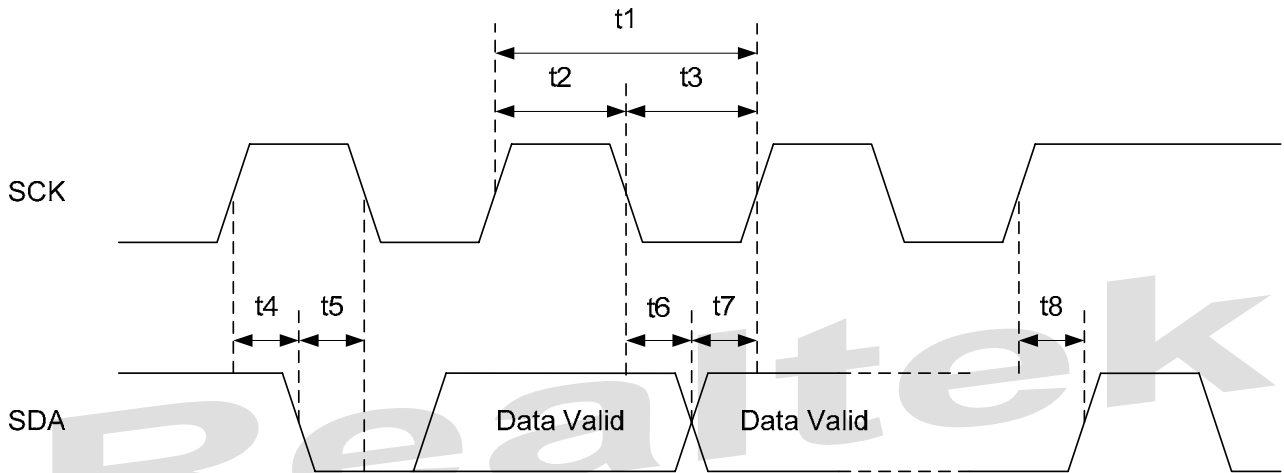 t1
t2 t3
SCK
t4 t5 t6 t7 t8
SDA Data Valid Data Valid
Realtek